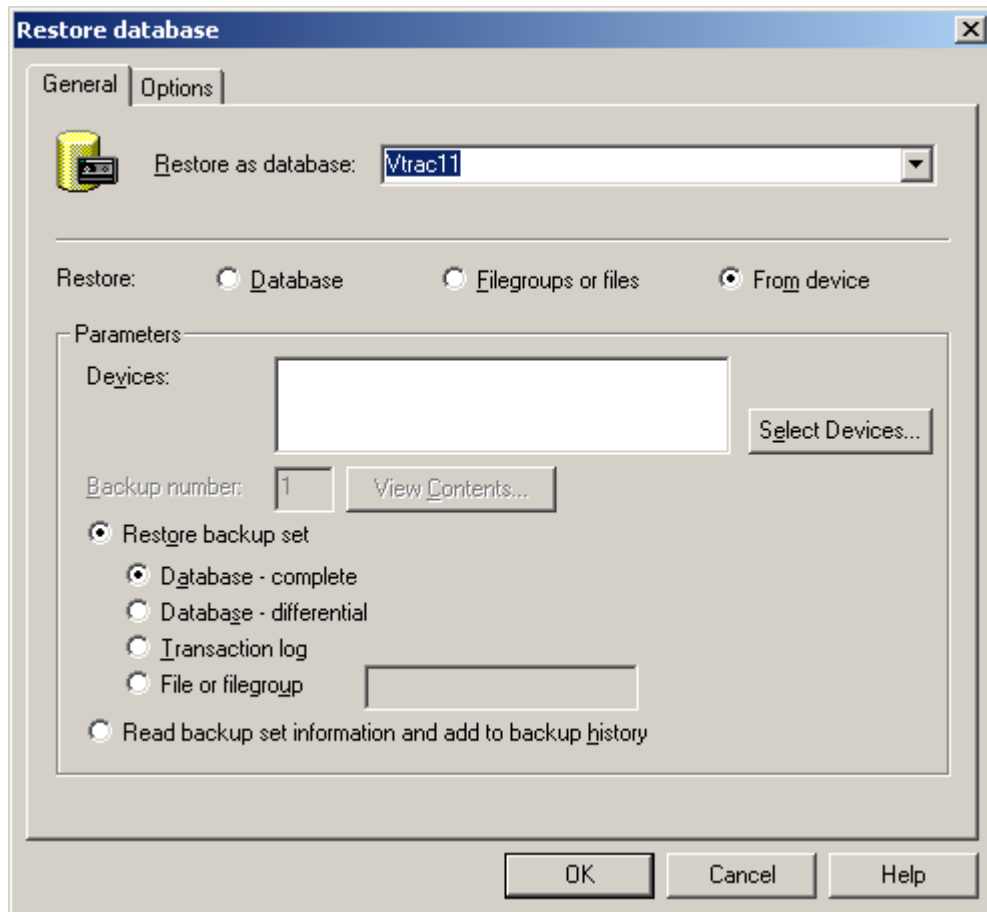 Restore database
General Options
Restore as database: Vtrac11
Restore: Database Filegroups or files From device
Parameters
Devices:
Select Devices...
Backup number: 1 View Contents...
Restore backup set
Database - complete
Database - differential
Transaction log
File or filegroup
Read backup set information and add to backup history
OK Cancel Help